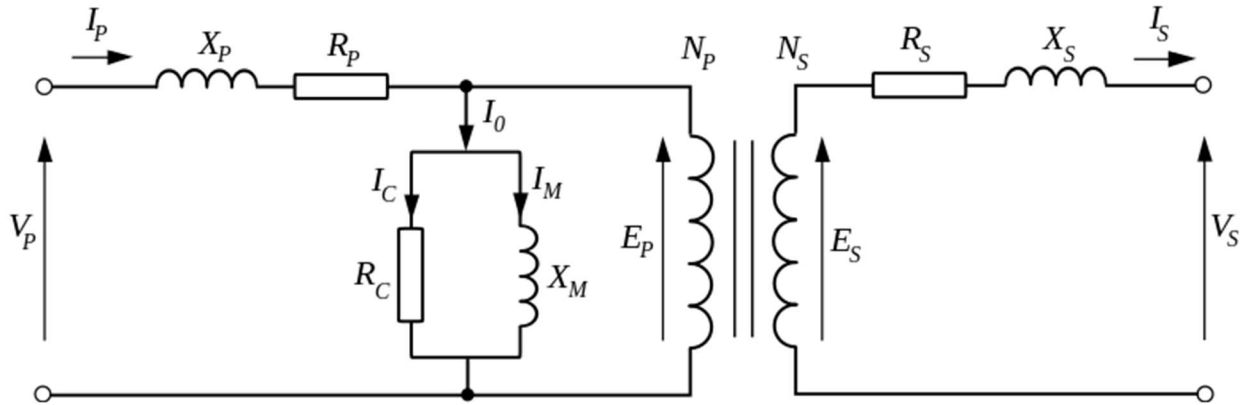 I_P
X_P
R_P
N_P
N_S
R_S
X_S
I_S
I_0
I_C
I_M
V_P
R_C
X_M
E_P
E_S
V_S